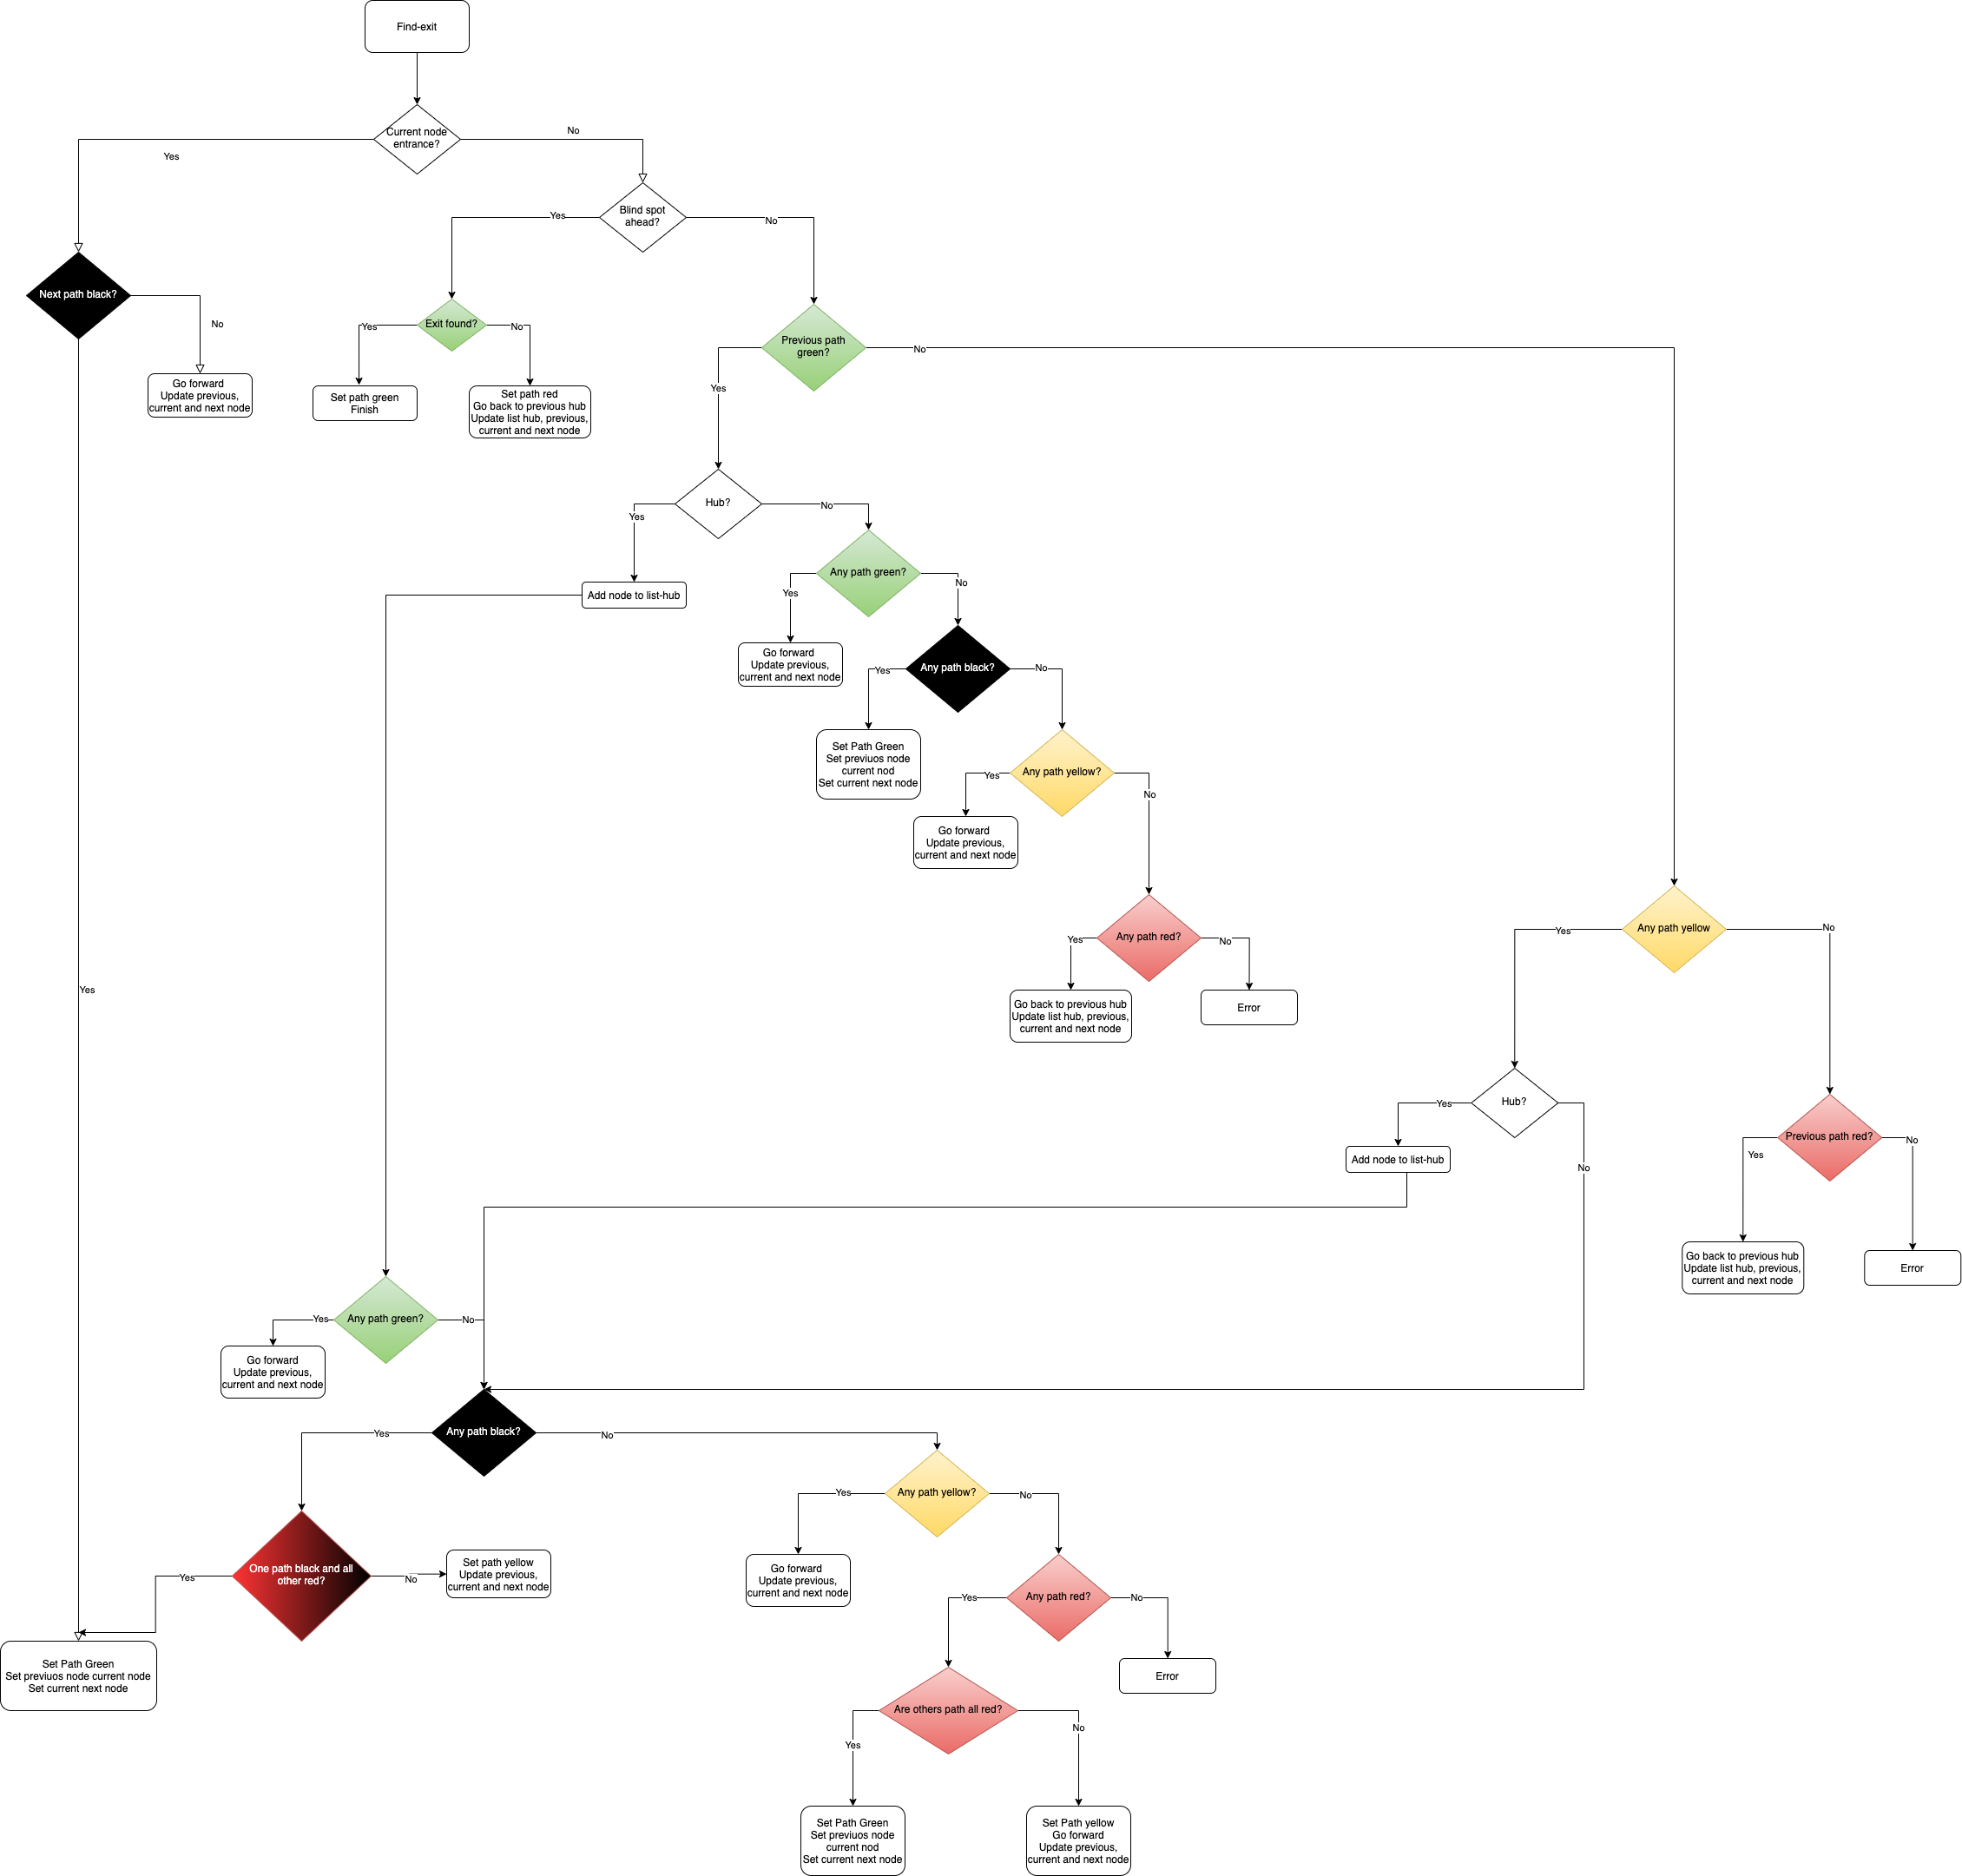 Find-exit
Current node
entrance?
No
Yes
Blind spot
ahead?
Yes
No
Next path black?
No
Exit found?
Yes
No
Previous path
green?
No
Yes
Go forward
Update previous,
current and next node
Set path green
Finish
Set path red
Go back to previous hub
Update list hub, previous,
current and next node
Hub?
Yes
No
Any path green?
Yes
No
Add node to list-hub
Go forward
Update previous,
current and next node
Any path black?
Yes
No
Set Path Green
Set previuos node
current nod
Set current next node
Any path yellow?
Yes
No
Go forward
Update previous,
current and next node
Any path red?
Yes
No
Go back to previous hub
Update list hub, previous,
current and next node
Error
Any path yellow
Yes
No
Yes
Hub?
Yes
No
Add node to list-hub
Previous path red?
Yes
No
Go back to previous hub
Update list hub, previous,
current and next node
Error
Any path green?
Yes
No
Go forward
Update previous,
current and next node
Any path black?
Yes
No
Any path yellow?
Yes
No
One path black and all
other red?
Yes
No
Set path yellow
Update previous,
current and next node
Go forward
Update previous,
current and next node
Any path red?
Yes
No
Set Path Green
Set previuos node current node
Set current next node
Error
Are others path all red?
Yes
No
Set Path Green
Set previuos node
current nod
Set current next node
Set Path yellow
Go forward
Update previous,
current and next node